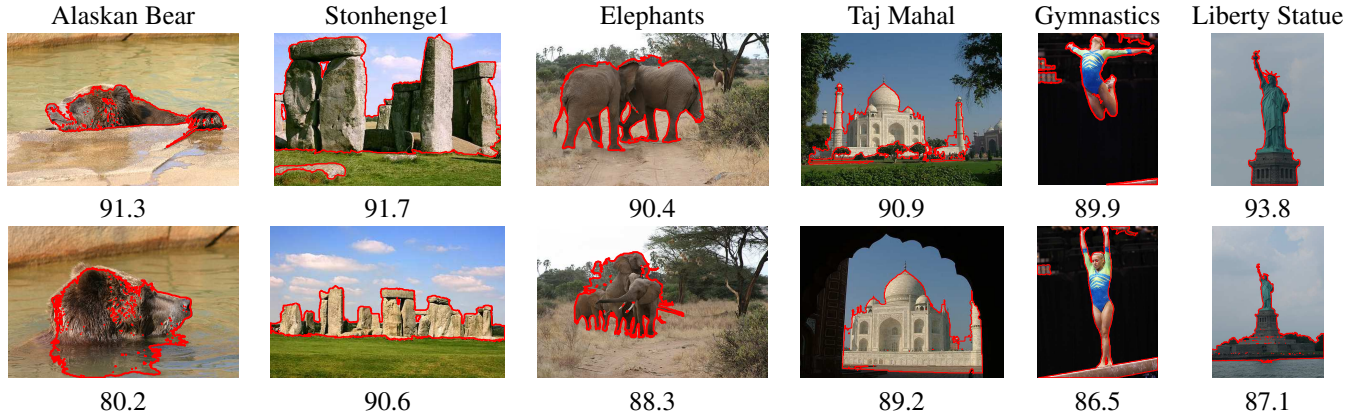 Alaskan Bear Stonhenge1 Elephants Taj Mahal Gymnastics Liberty Statue
91.3 91.7 90.4 90.9 89.9 93.8
80.2 90.6 88.3 89.2 86.5 87.1